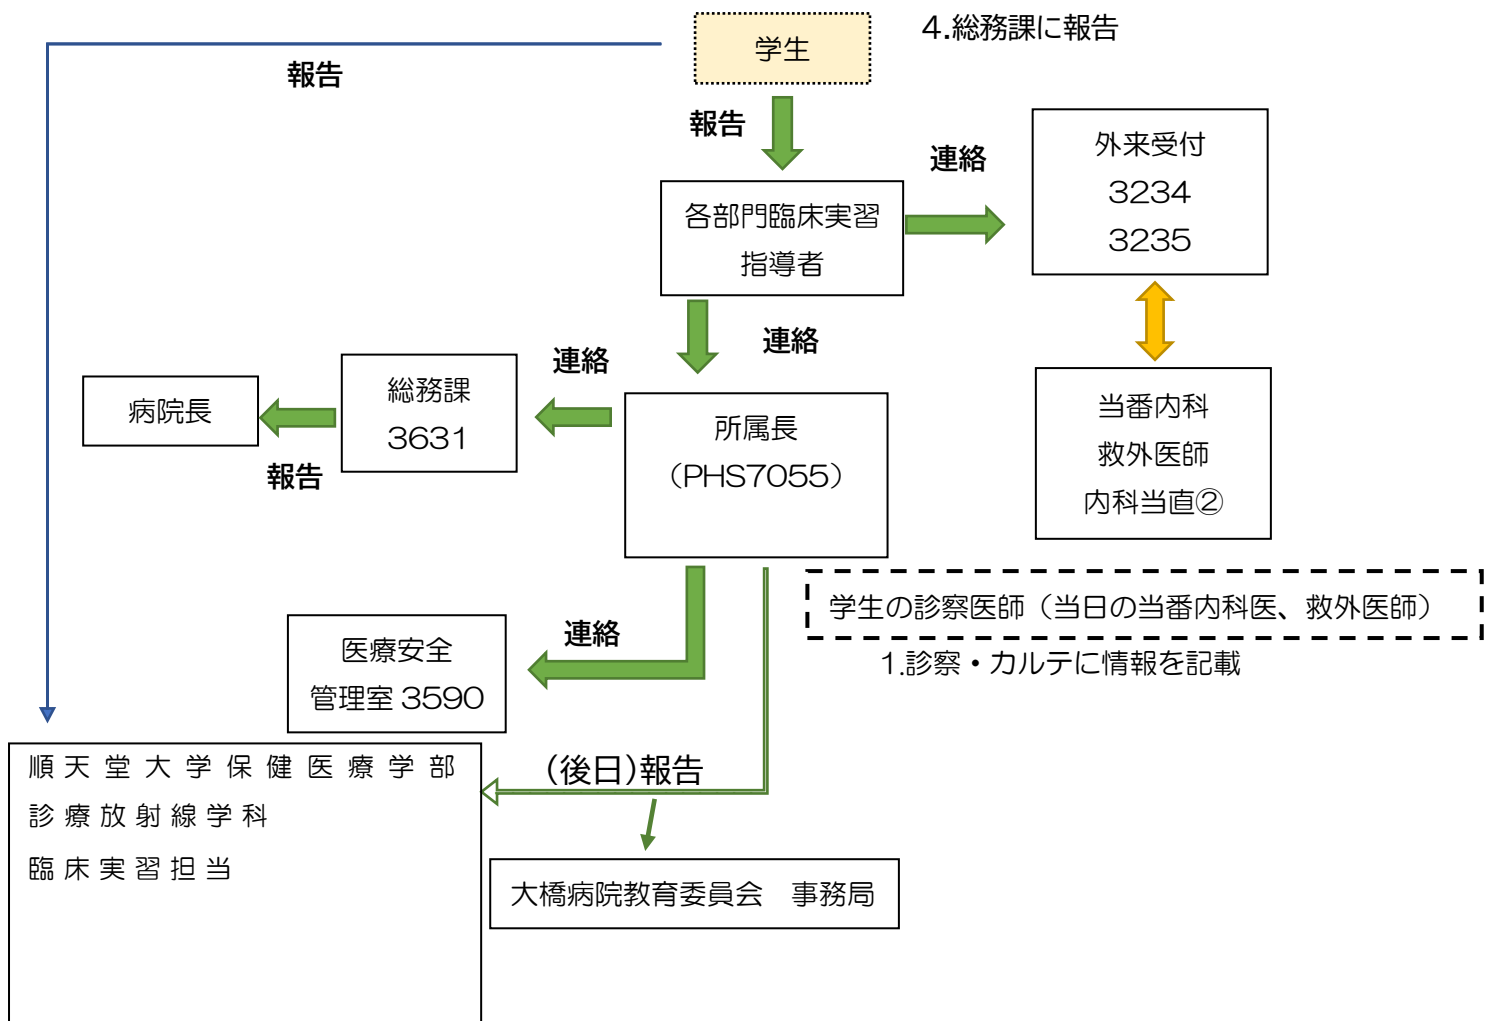 4.総務課に報告
学生
報告
報告
連絡
外来受付
3234
3235
各部門臨床実習
指導者
連絡
連絡
病院長
総務課
3631
報告
所属長
（PHS7055）
当番内科
救外医師
内科当直②
学生の診察医師（当日の当番内科医、救外医師）
1.診察・カルテに情報を記載
連絡
医療安全
管理室 3590
(後日)報告
順天堂大学保健医療学部
診療放射線学科
臨床実習担当
大橋病院教育委員会　事務局